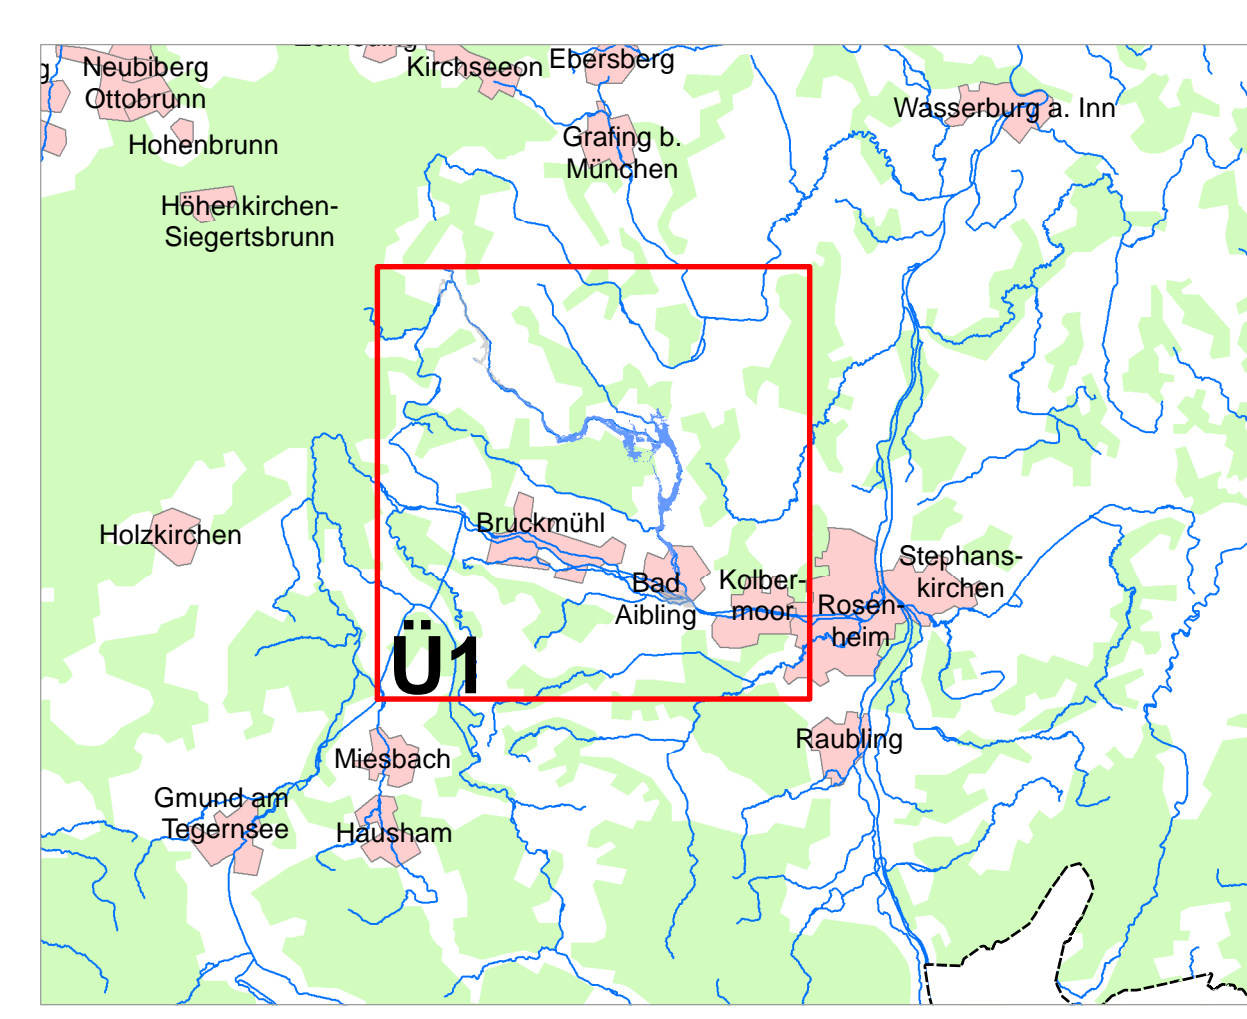 Kirchseeon
Ebersberg
Neubiberg
Ottobrunn
Wasserburg a. Inn
Hohenbrunn
Grafing b.
München
Höhenkirchen-
Siegertsbrunn
Bruckmühl
Holzkirchen
Stephans-
kirchen
Bad
Aibling
Kolber-
moor
Rosen-
heim
Ü1
Raubling
Miesbach
Gmund am
Tegernsee
Hausham